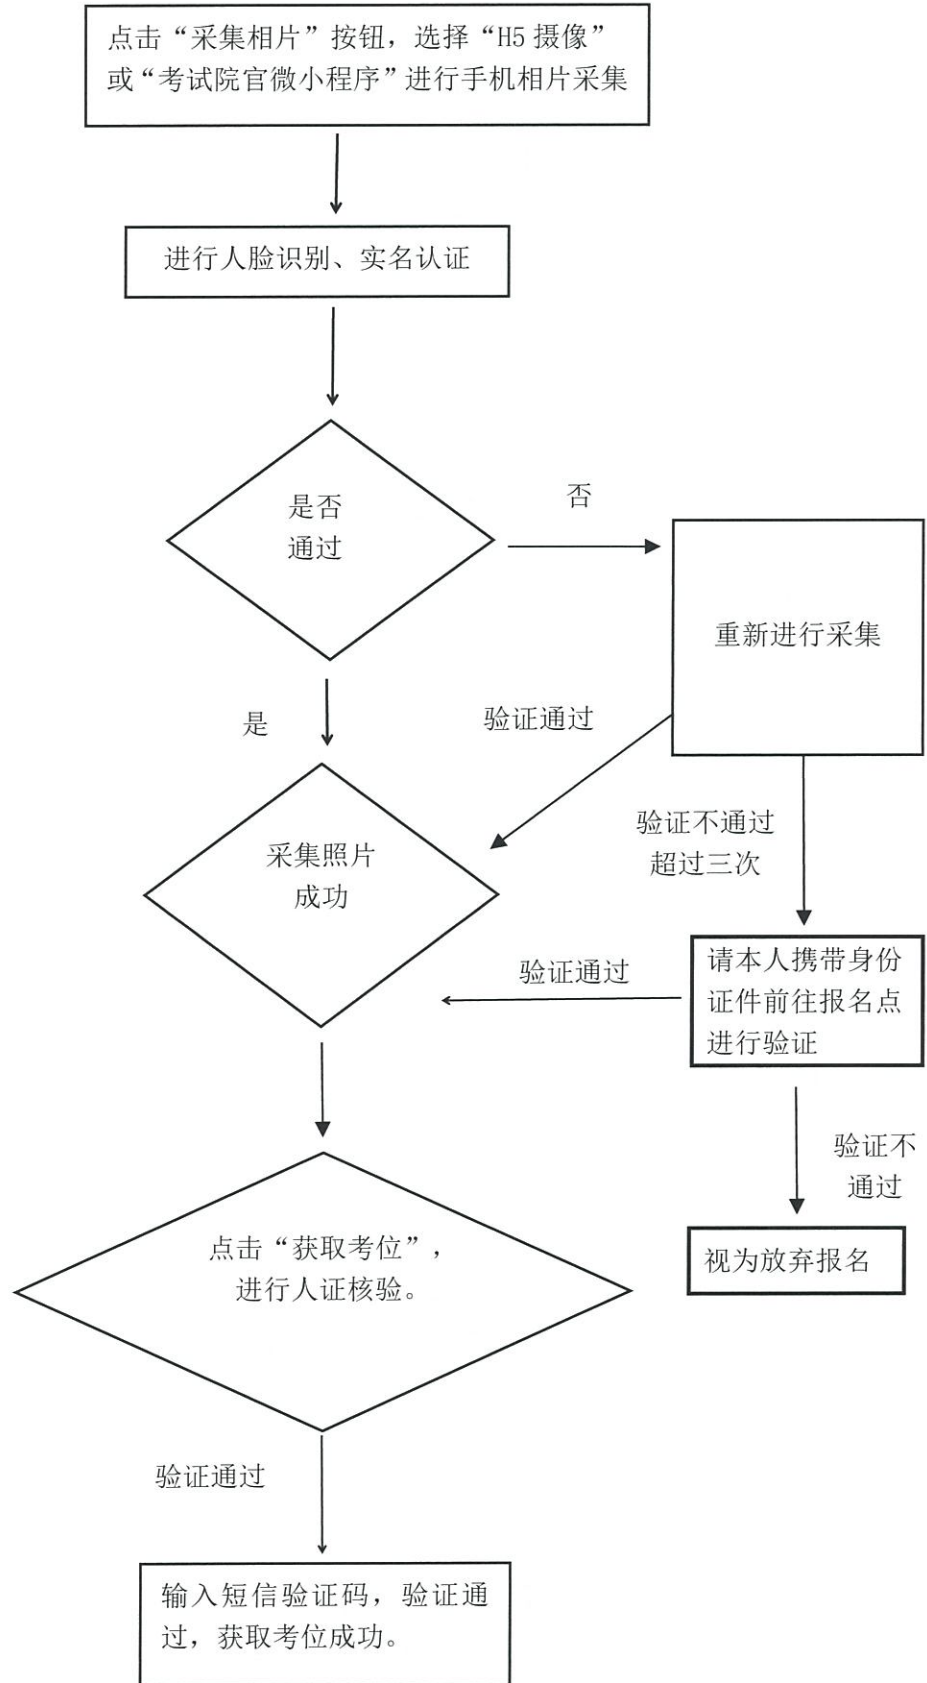 点击“采集相片”按钮，选择“H5摄像”
或“考试院官微小程序”进行手机相片采集
进行人脸识别、实名认证
是否
通过
否
重新进行采集
是
验证通过
采集照片
成功
验证不通过
超过三次
验证通过
请本人携带身份
证件前往报名点
进行验证
验证不
通过
点击“获取考位”，
进行人证核验。
视为放弃报名
验证通过
输入短信验证码，验证通
过，获取考位成功。